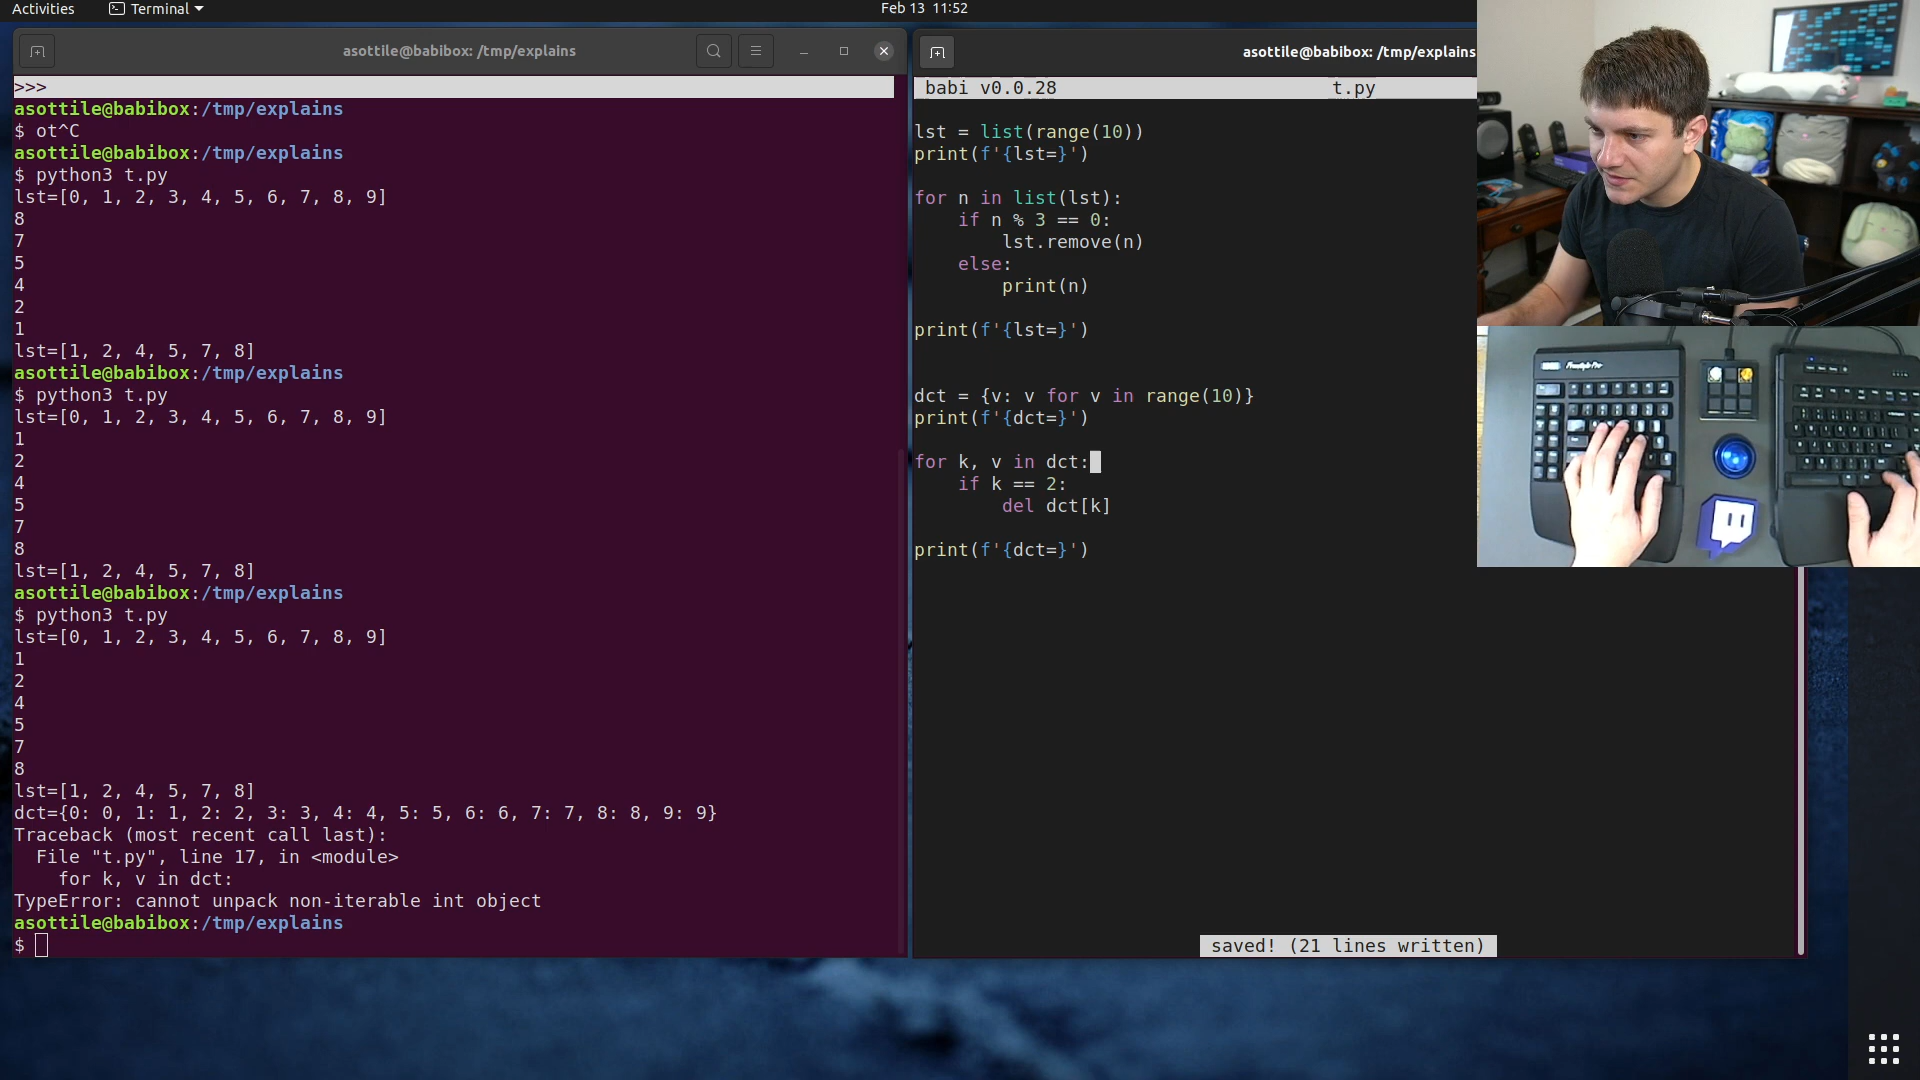 Activities
Terminal
Feb 13 11:52
asottile@babibox: /tmp/explains
>>>
asottile@babibox:/tmp/explains
$ ot^C
asottile@babibox:/tmp/explains
$ python3 t.py
lst=[0, 1, 2, 3, 4, 5, 6, 7, 8, 9]
8
7
5
4
2
1
lst=[1, 2, 4, 5, 7, 8]
asottile@babibox:/tmp/explains
$ python3 t.py
lst=[0, 1, 2, 3, 4, 5, 6, 7, 8, 9]
1
2
4
5
7
8
lst=[1, 2, 4, 5, 7, 8]
asottile@babibox:/tmp/explains
$ python3 t.py
lst=[0, 1, 2, 3, 4, 5, 6, 7, 8, 9]
1
2
4
5
7
8
lst=[1, 2, 4, 5, 7, 8]
dct={0: 0, 1: 1, 2: 2, 3: 3, 4: 4, 5: 5, 6: 6, 7: 7, 8: 8, 9: 9}
Traceback (most recent call last):
  File "t.py", line 17, in <module>
    for k, v in dct:
TypeError: cannot unpack non-iterable int object
asottile@babibox:/tmp/explains
$
asottile@babibox: /tmp/explains
babi v0.0.28 t.py
lst = list(range(10))
print(f'{lst=}')
for n in list(lst):
    if n % 3 == 0:
        lst.remove(n)
    else:
        print(n)
print(f'{lst=}')
dct = {v: v for v in range(10)}
print(f'{dct=}')
for k, v in dct:
    if k == 2:
        del dct[k]
print(f'{dct=}')
saved! (21 lines written)
Freestyle Pro